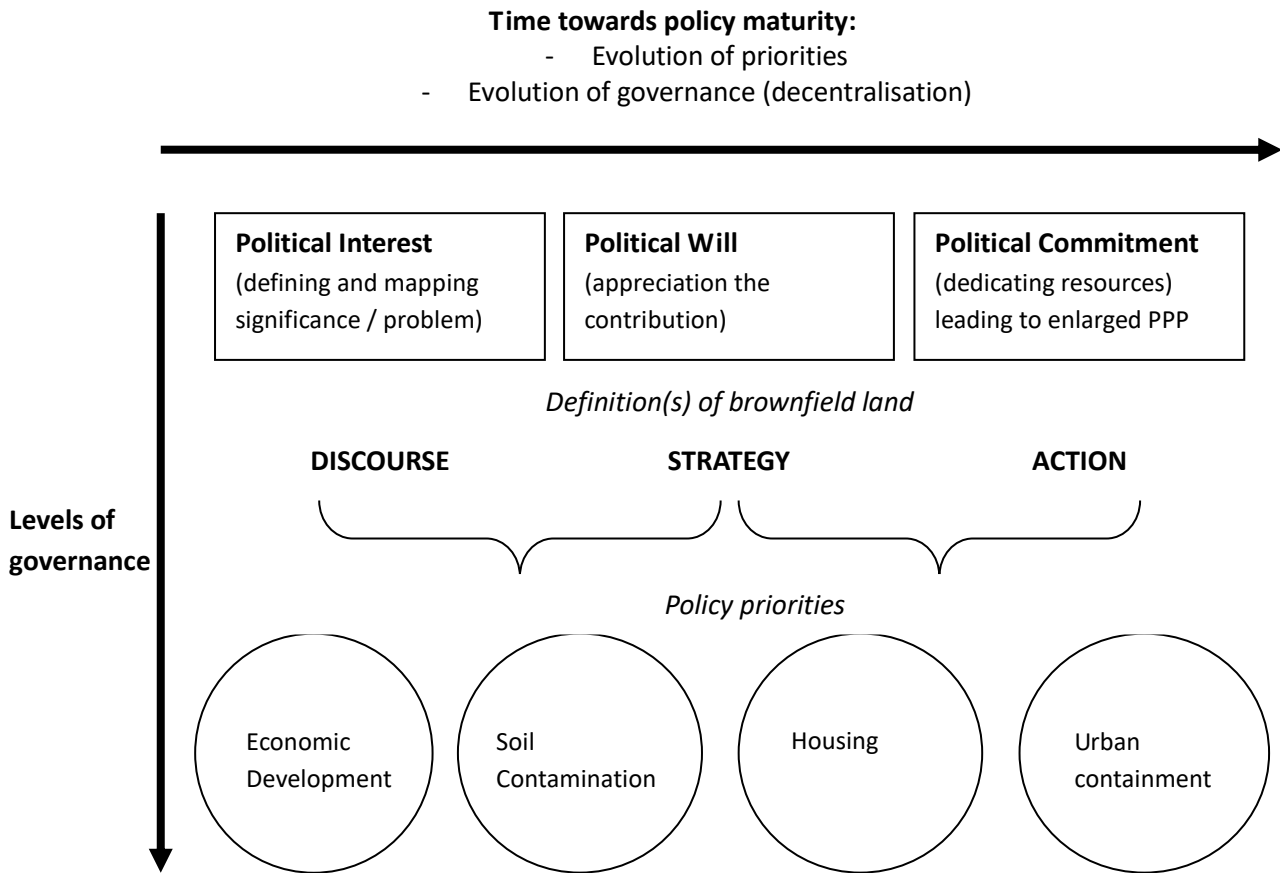 Time towards policy maturity:
- Evolution of priorities
- Evolution of governance (decentralisation)
Political Interest
(defining and mapping
significance / problem)
Political Will
(appreciation the
contribution)
Political Commitment
(dedicating resources)
leading to enlarged PPP
Definition(s) of brownfield land
DISCOURSE
STRATEGY
ACTION
Levels of
governance
Policy priorities
Economic
Development
Soil
Contamination
Housing
Urban
containment